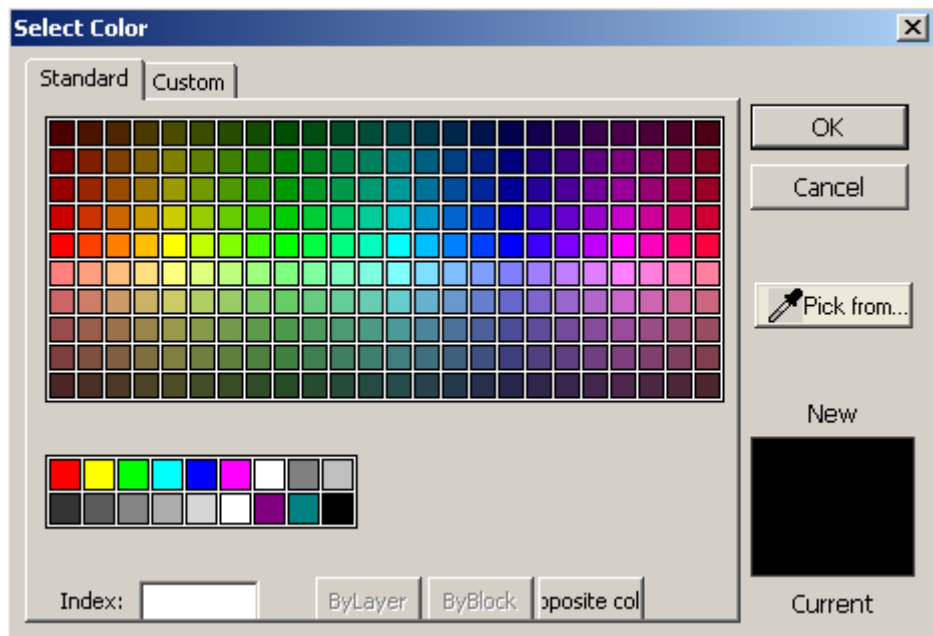 Select Color
Standard
Custom
OK
Cancel
Pick from...
New
Index:
ByLayer
ByBlock
pposite col
Current